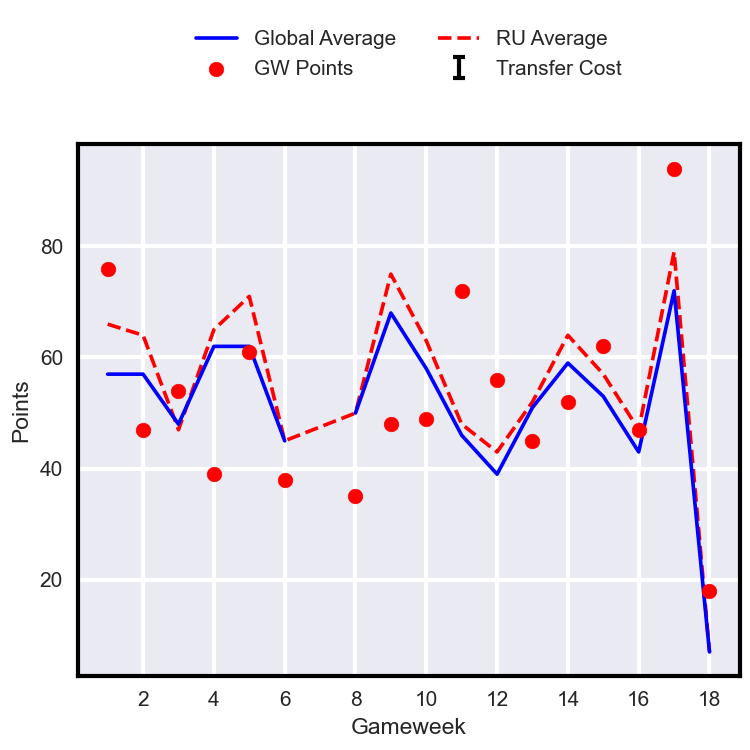 Global Average RU Average
GW Points Transfer Cost
Points
80
60
40
20
2 4 6 8 10 12 14 16 18
Gameweek